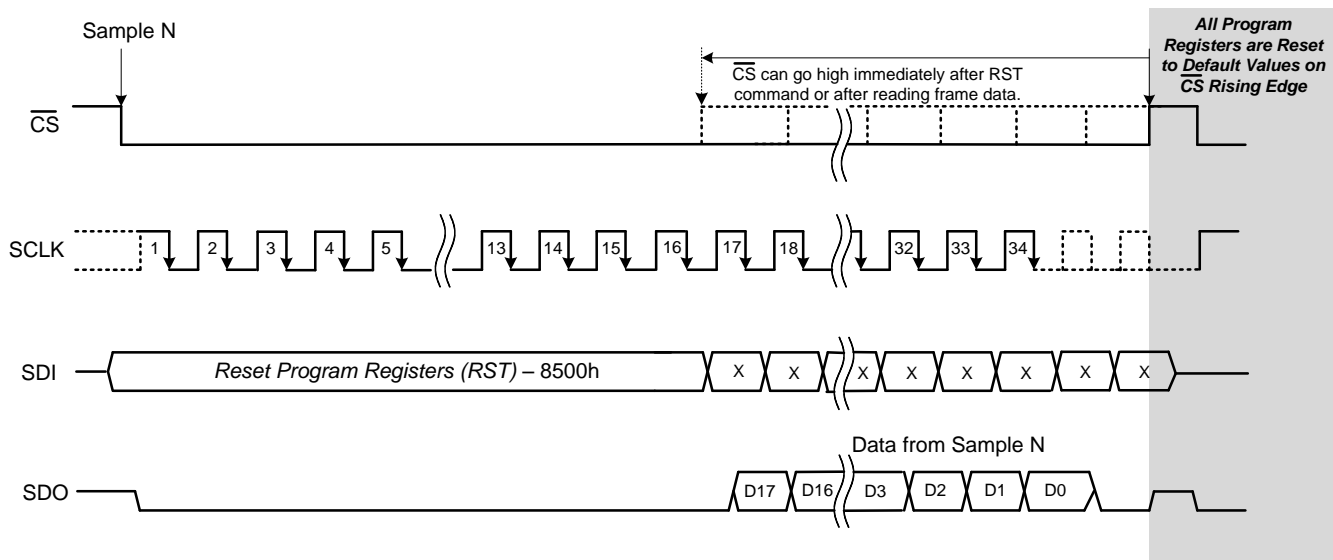 Sample N
All Program
Registers are Reset
to Default Values on
CS Rising Edge
CS can go high immediately after RST
command or after reading frame data.
CS
SCLK
1 2 3 4 5 13 14 15 16 17 18 32 33 34
SDI
Reset Program Registers (RST) – 8500h
X X X X X X X X
Data from Sample N
SDO
D17 D16 D3 D2 D1 D0